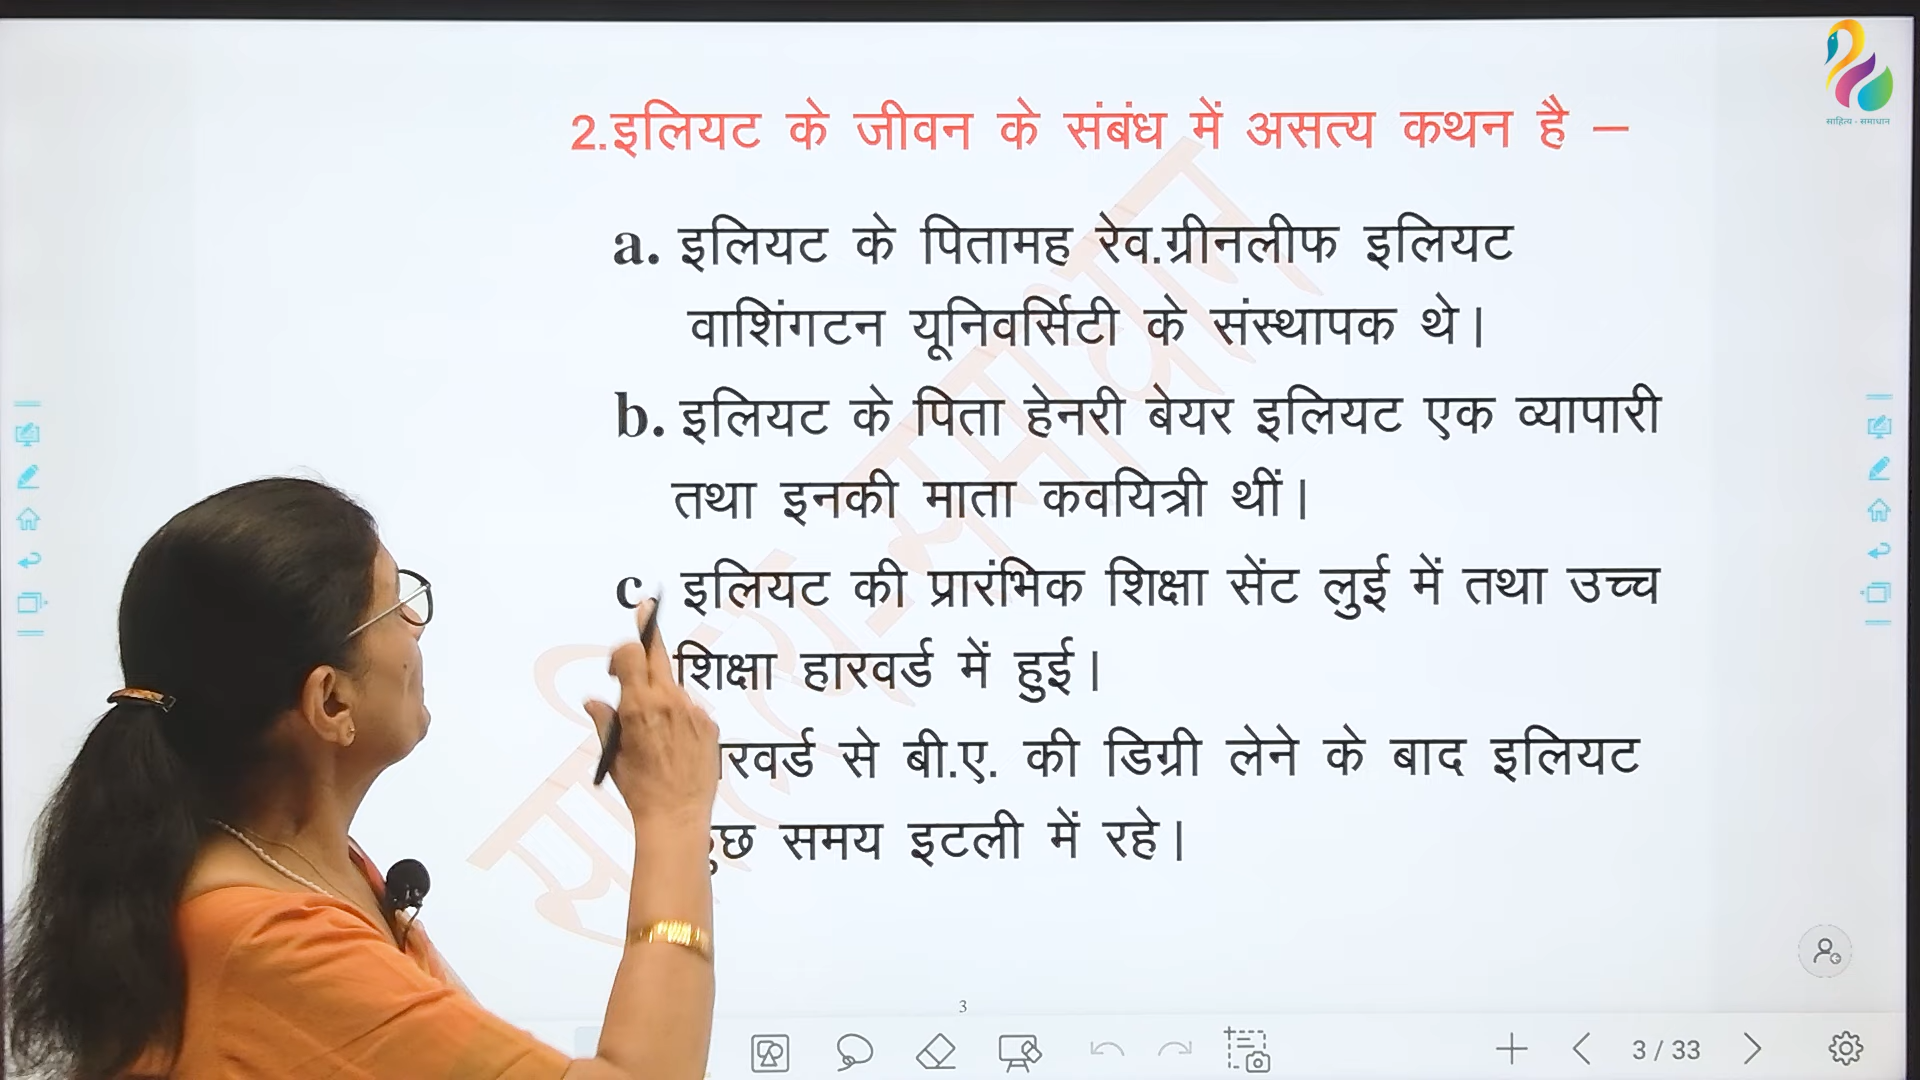 साहित्य - समाधान
2.इलियट के जीवन के संबंध में असत्य कथन है –
a. इलियट के पितामह रेव.ग्रीनलीफ इलियट
वाशिंगटन यूनिवर्सिटी के संस्थापक थे।
b. इलियट के पिता हेनरी बेयर इलियट एक व्यापारी
तथा इनकी माता कवयित्री थीं।
c. इलियट की प्रारंभिक शिक्षा सेंट लुई में तथा उच्च
शिक्षा हारवर्ड में हुई।
से बी.ए. की डिग्री लेने के बाद इलियट
समय इटली में रहे।
साहित्य-समाधान
3
3 / 33